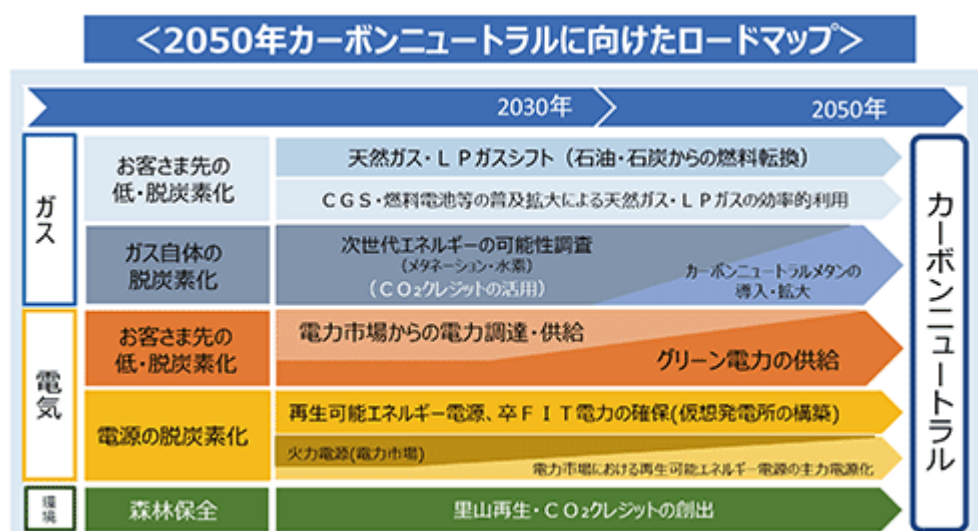 ＜2050年カーボンニュートラルに向けたロードマップ＞
2030年
2050年
ガス
お客さま先の
低・脱炭素化
天然ガス・ＬＰガスシフト（石油・石炭からの燃料転換）
ＣＧＳ・燃料電池等の普及拡大による天然ガス・ＬＰガスの効率的利用
ガス自体の
脱炭素化
次世代エネルギーの可能性調査
（メタネーション・水素）
（ＣＯ₂クレジットの活用）
カーボンニュートラルメタンの
導入・拡大
電気
お客さま先の
低・脱炭素化
電力市場からの電力調達・供給
グリーン電力の供給
電源の脱炭素化
再生可能エネルギー電源、卒ＦＩＴ電力の確保(仮想発電所の構築)
火力電源(電力市場)
電力市場における再生可能エネルギー電源の主力電源化
環境
森林保全
里山再生・ＣＯ₂クレジットの創出
カーボンニュートラル